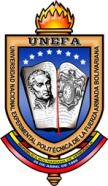 UNEFA
UNIVERSIDAD NACIONAL EXPERIMENTAL POLITÉCNICA DE LA FUERZA ARMADA BOLIVARIANA